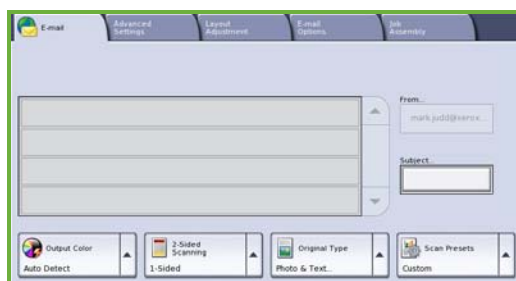 E-mail
Advanced
Settings
Layout
Adjustment
E-mail
Options
Job
Assembly
From...
mark.judd@xerox...
Subject...
Output Color
Auto Detect
2-Sided
Scanning
1-Sided
Original Type
Photo & Text...
Scan Presets
Custom